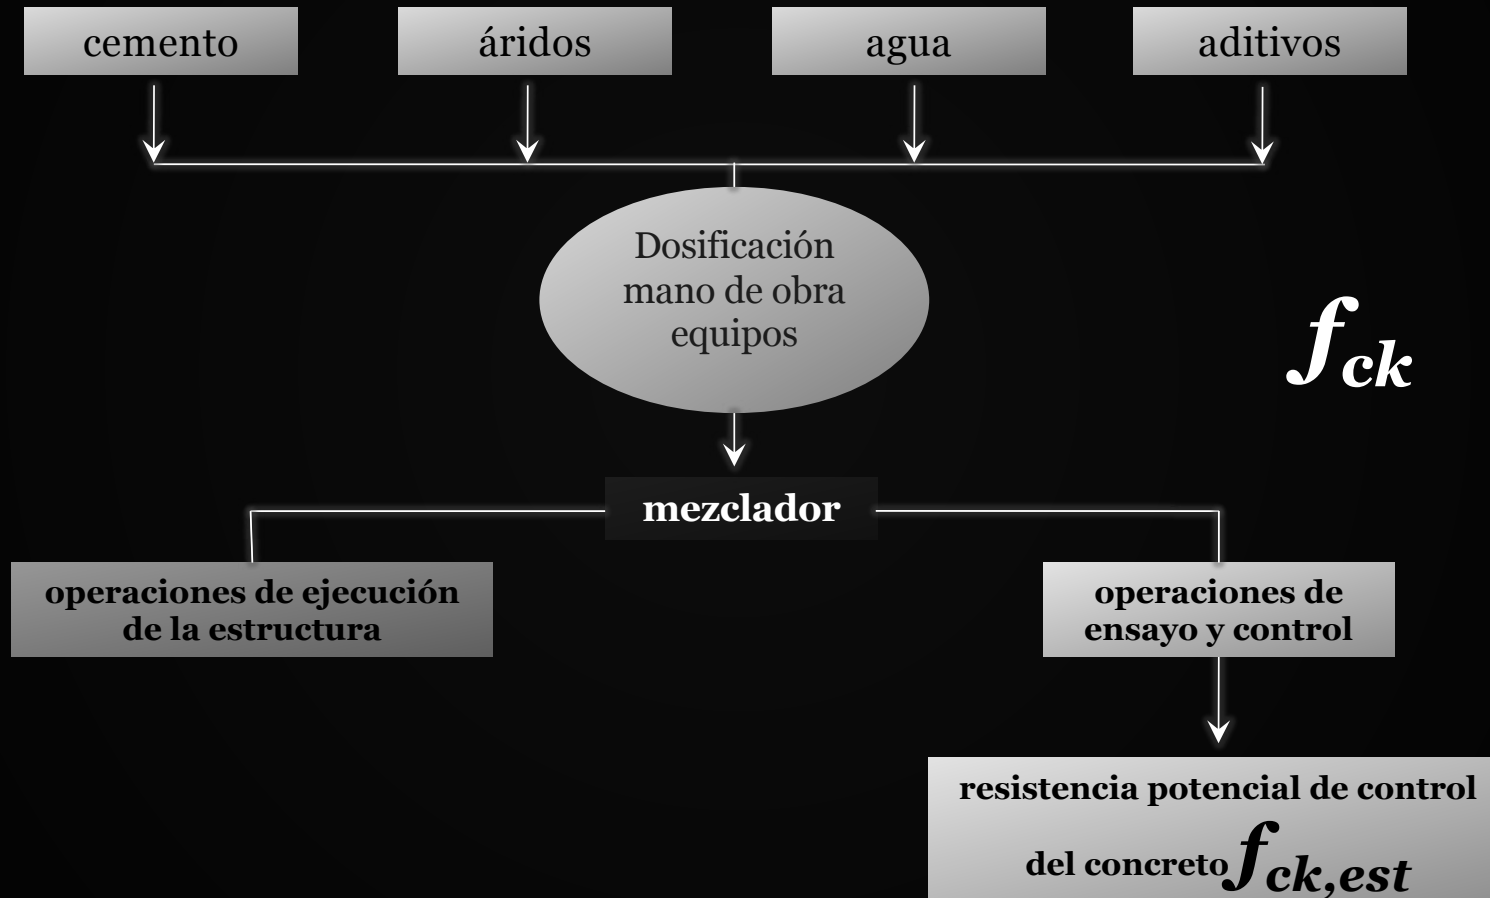 cemento
áridos
agua
aditivos
Dosificación
mano de obra
equipos
fck
mezclador
operaciones de ejecución
de la estructura
operaciones de
ensayo y control
resistencia potencial de control
del concreto fck,est